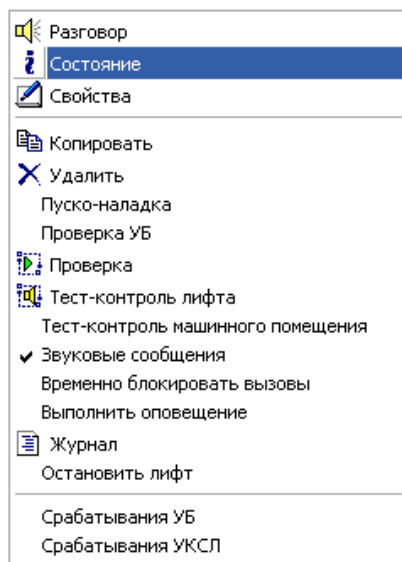 Разговор
Состояние
Свойства
Копировать
Удалить
Пуско-наладка
Проверка УБ
Проверка
Тест-контроль лифта
Тест-контроль машинного помещения
Звуковые сообщения
Временно блокировать вызовы
Выполнить оповещение
Журнал
Остановить лифт
Срабатывания УБ
Срабатывания УКСЛ